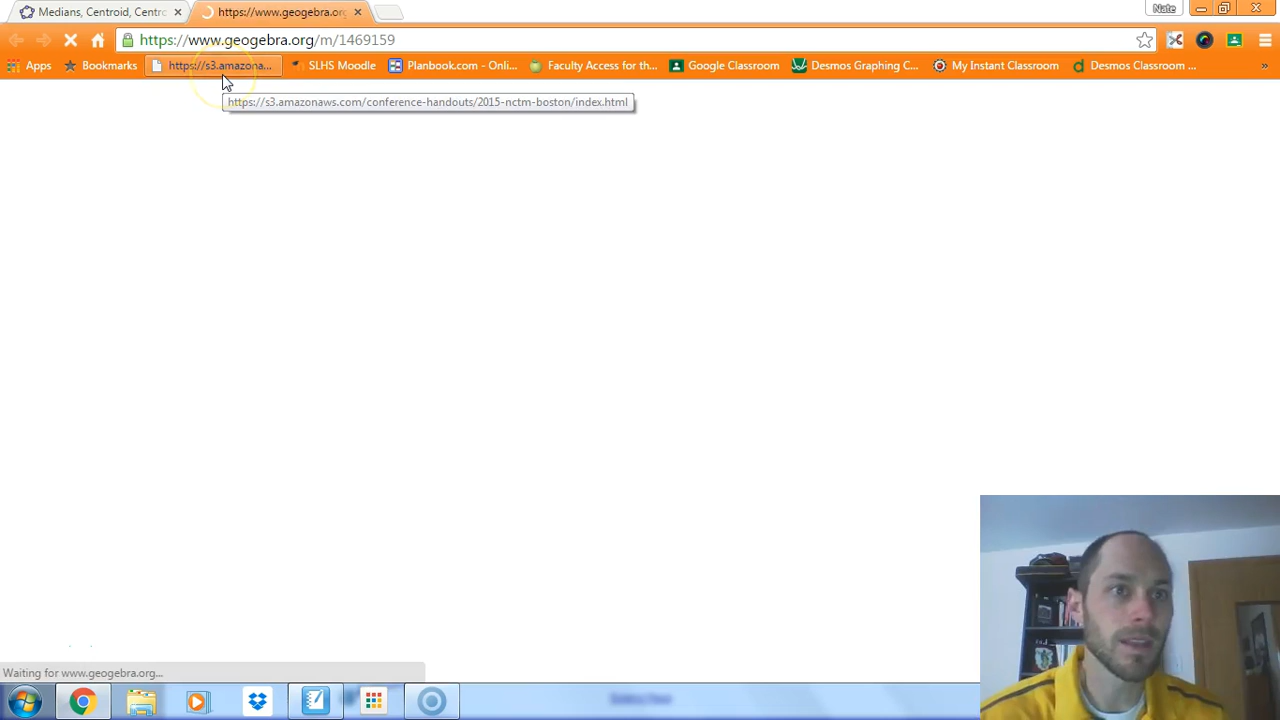 Medians, Centroid, Centro
https://www.geogebra.org
Nate
https://www.geogebra.org/m/1469159
Apps
Bookmarks
https://s3.amazona...
SLHS Moodle
Planbook.com - Onli...
Faculty Access for th...
Google Classroom
Desmos Graphing C...
My Instant Classroom
Desmos Classroom ...
»
https://s3.amazonaws.com/conference-handouts/2015-nctm-boston/index.html
Waiting for www.geogebra.org...